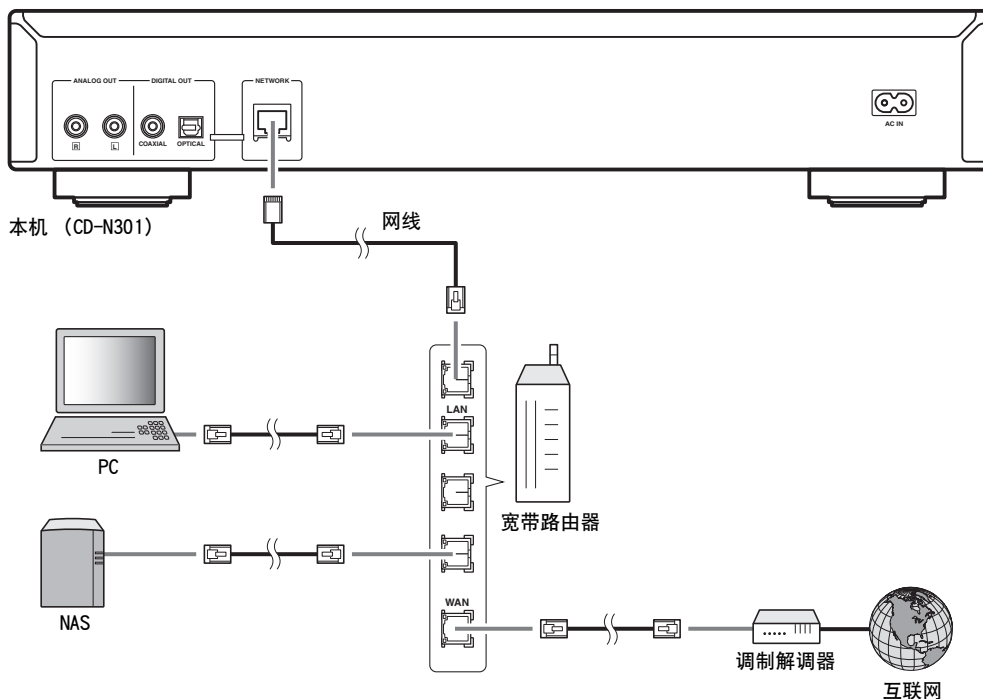 ANALOG OUT
DIGITAL OUT
NETWORK
R
L
COAXIAL
OPTICAL
AC IN
本机 （CD-N301）
网线
LAN
PC
宽带路由器
NAS
WAN
调制解调器
互联网